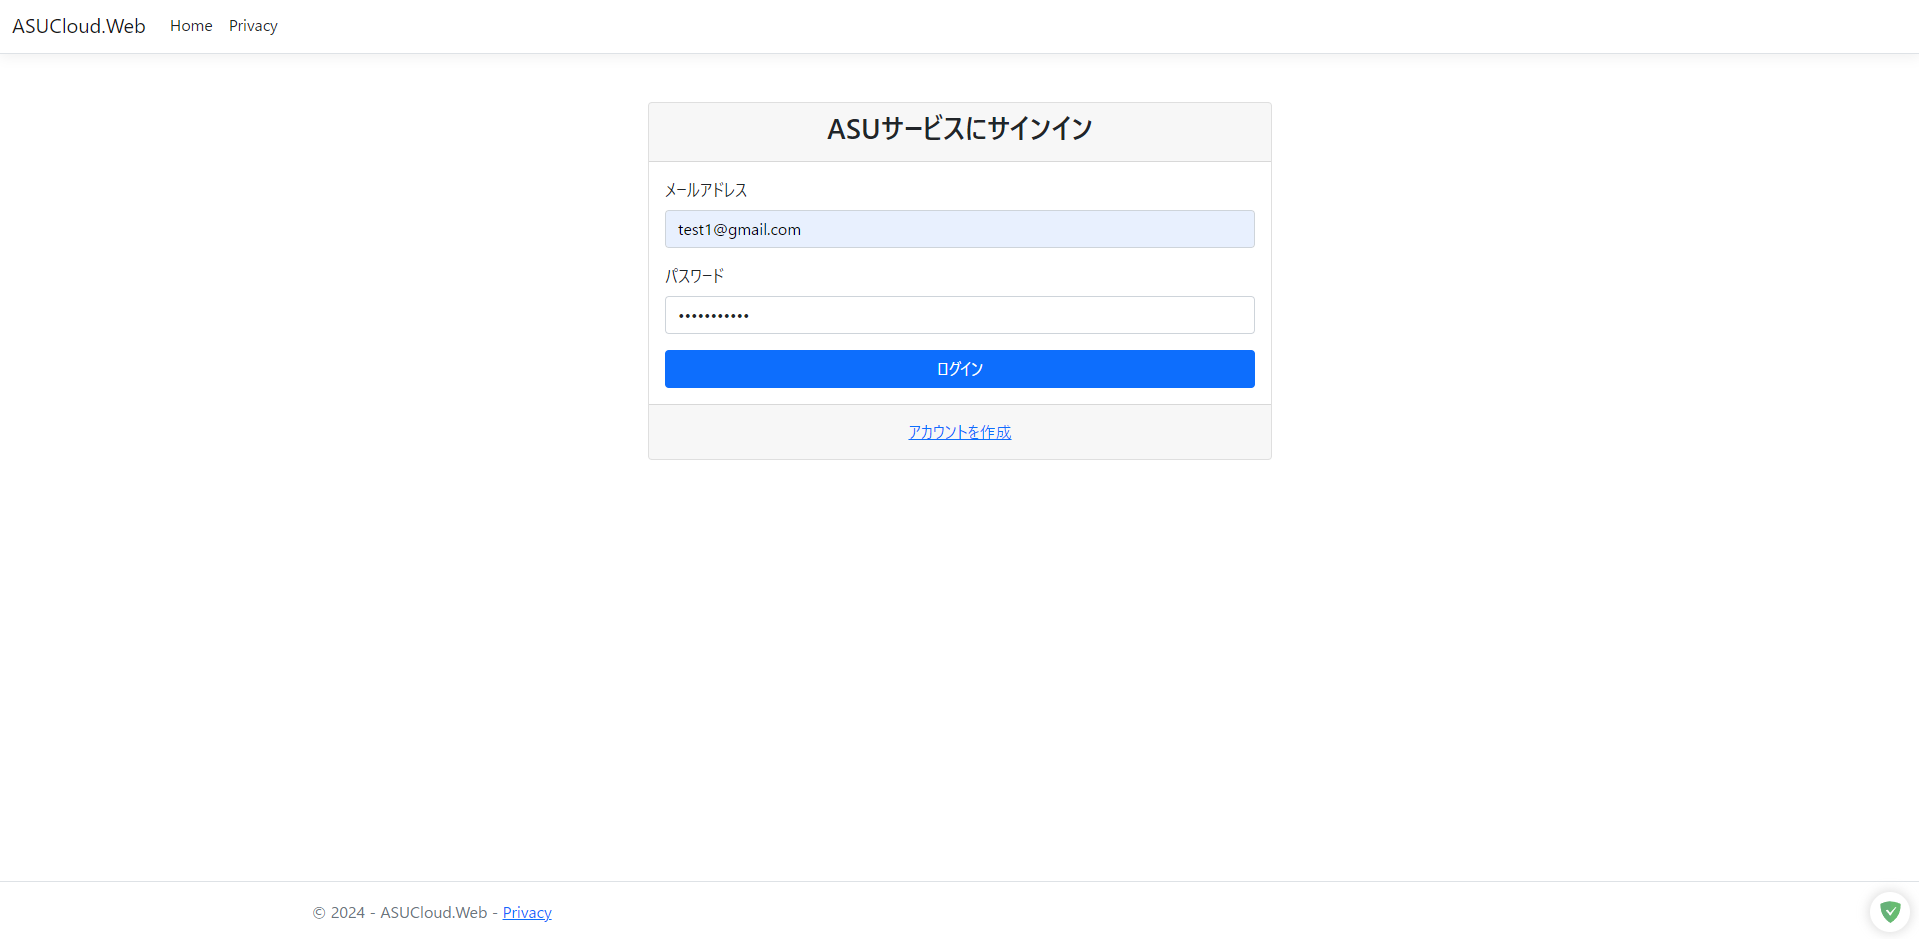 ASUCloud.Web Home Privacy
ASUサービスにサインイン
メールアドレス
test1@gmail.com
パスワード
•••••••••••
ログイン
アカウントを作成
© 2024 - ASUCloud.Web - Privacy